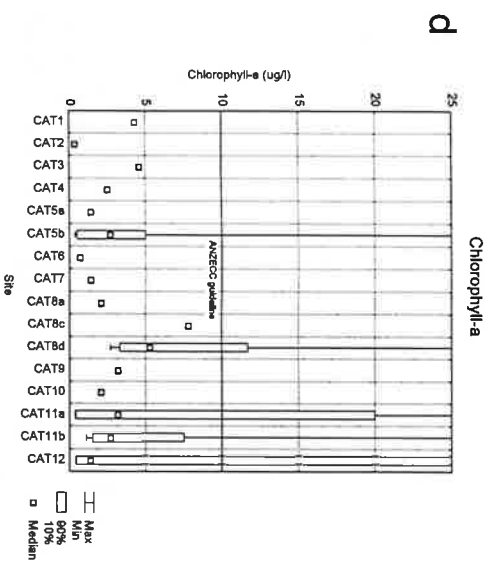 d
Chlorophyll-a
Chlorophyll-a (ug/l)
0 5 10 15 20 25
CAT1
CAT2
CAT3
CAT4
CAT5a
CAT5b
CAT6
CAT7
CAT8a
CAT8c
CAT8d
CAT9
CAT10
CAT11a
CAT11b
CAT12
Site
ANZECC guideline
Max
Min
90%
10%
Median